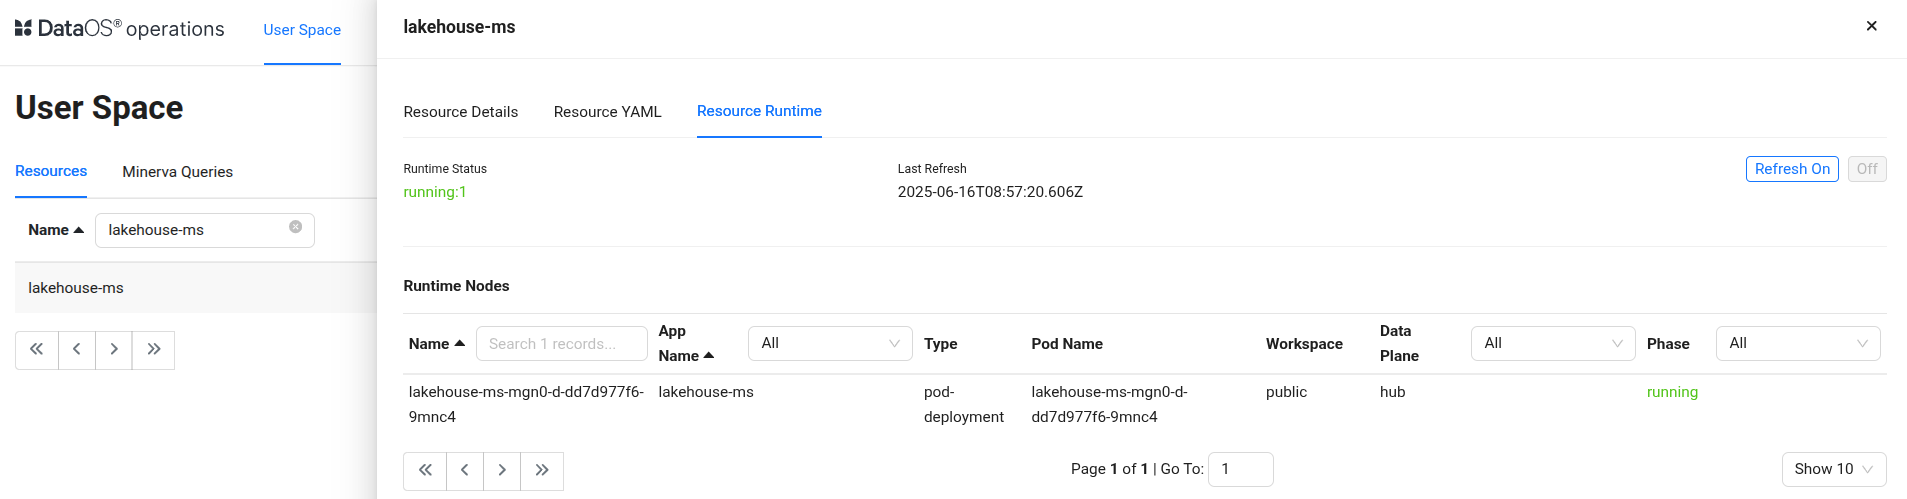 DataOS® operations
User Space
User Space
Resources
Minerva Queries
Name
lakehouse-ms
lakehouse-ms
lakehouse-ms
Resource Details
Resource YAML
Resource Runtime
Runtime Status
running:1
Last Refresh
2025-06-16T08:57:20.606Z
Refresh On
Off
Runtime Nodes
Name
Search 1 records...
App
Name
All
Type
Pod Name
Workspace
Data
Plane
All
Phase
All
lakehouse-ms-mgn0-d-dd7d977f6-
9mnc4
lakehouse-ms
pod-
deployment
lakehouse-ms-mgn0-d-
dd7d977f6-9mnc4
public
hub
running
Page 1 of 1 | Go To: 1
Show 10